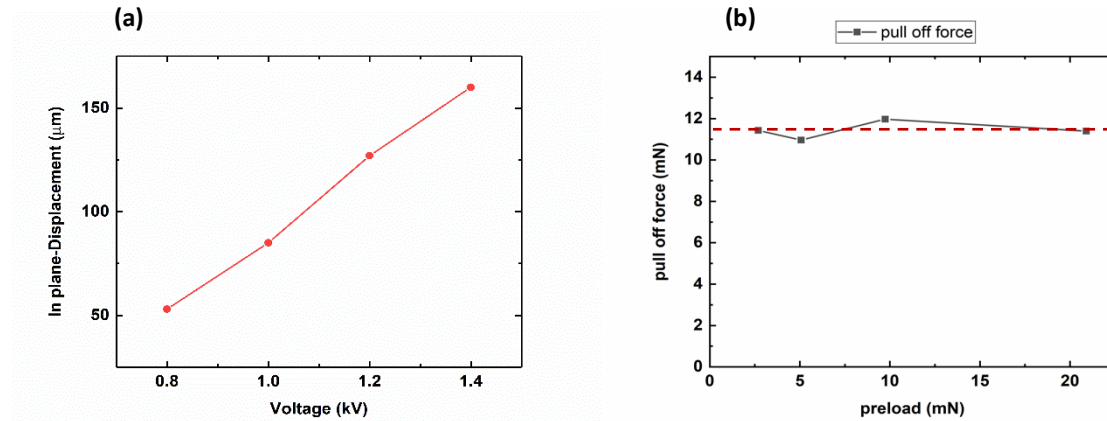 (a)
150
100
50
In plane-Displacement (μm)
0.8 1.0 1.2 1.4
Voltage (kV)
(b)
pull off force
14
12
10
8
6
4
2
0
pull off force (mN)
0 5 10 15 20
preload (mN)